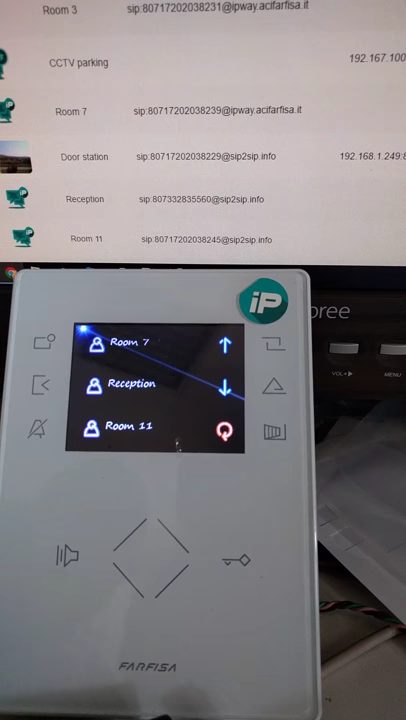 Room 3 sip:80717202038231@ipway.acifarfisa.it
CCTV parking 192.167.100
Room 7 sip:80717202038239@ipway.acifarfisa.it
Door station sip:80717202038229@sip2sip.info 192.168.1.249:8
Reception sip:807332835560@sip2sip.info
Room 11 sip:80717202038245@sip2sip.info
iP
oree
VOL+
MENU
Room 7
Reception
Room 11
FARFISA